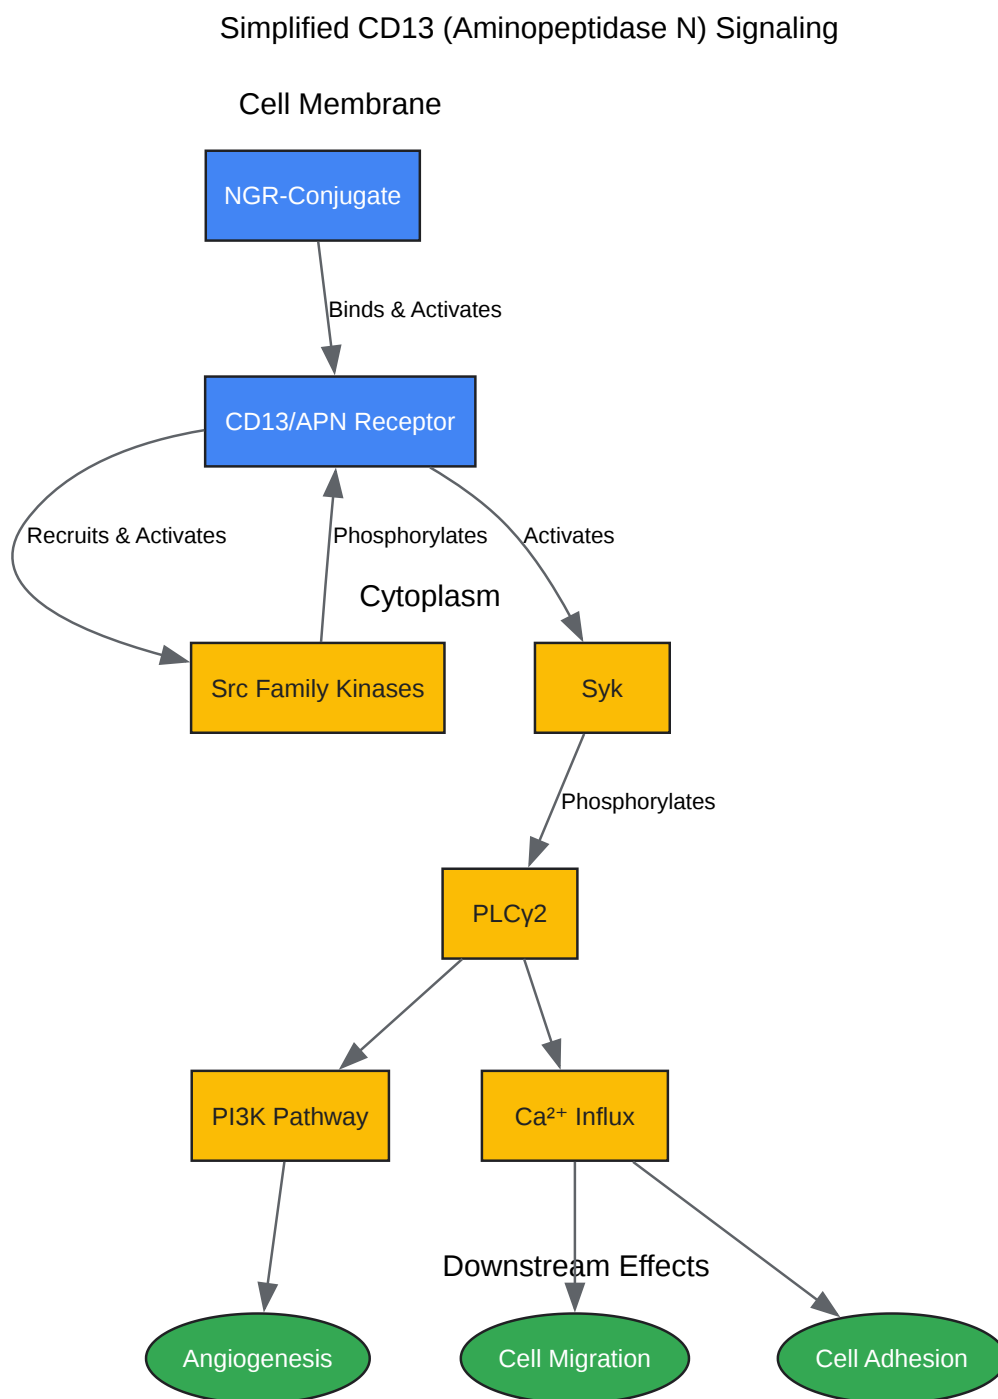 Simplified CD13 (Aminopeptidase N) Signaling
Cell Membrane
NGR-Conjugate
Binds & Activates
CD13/APN Receptor
Recruits & Activates
Phosphorylates
Activates
Cytoplasm
Src Family Kinases
Syk
Phosphorylates
PLCγ2
PI3K Pathway
Ca²⁺ Influx
Downstream Effects
Angiogenesis
Cell Migration
Cell Adhesion